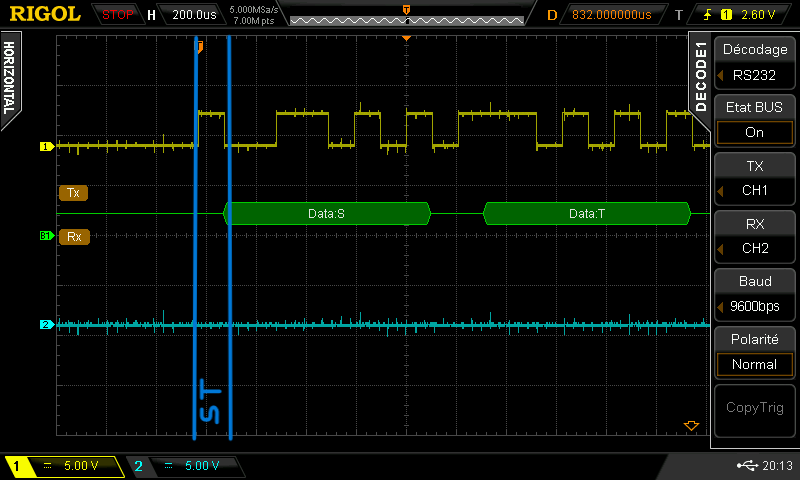 RIGOL STOP H 200.0us 5.000MSa/s 7.00M pts T D 832.000000us T 1 2.60 V
HORIZONTAL
DECODE1
Décodage
RS232
Etat BUS
On
TX
CH1
RX
CH2
Baud
9600bps
Polarité
Normal
CopyTrig
T
1
Tx
Data:S Data:T
B1 Rx
2
ST
1 5.00 V 2 5.00 V 20:13